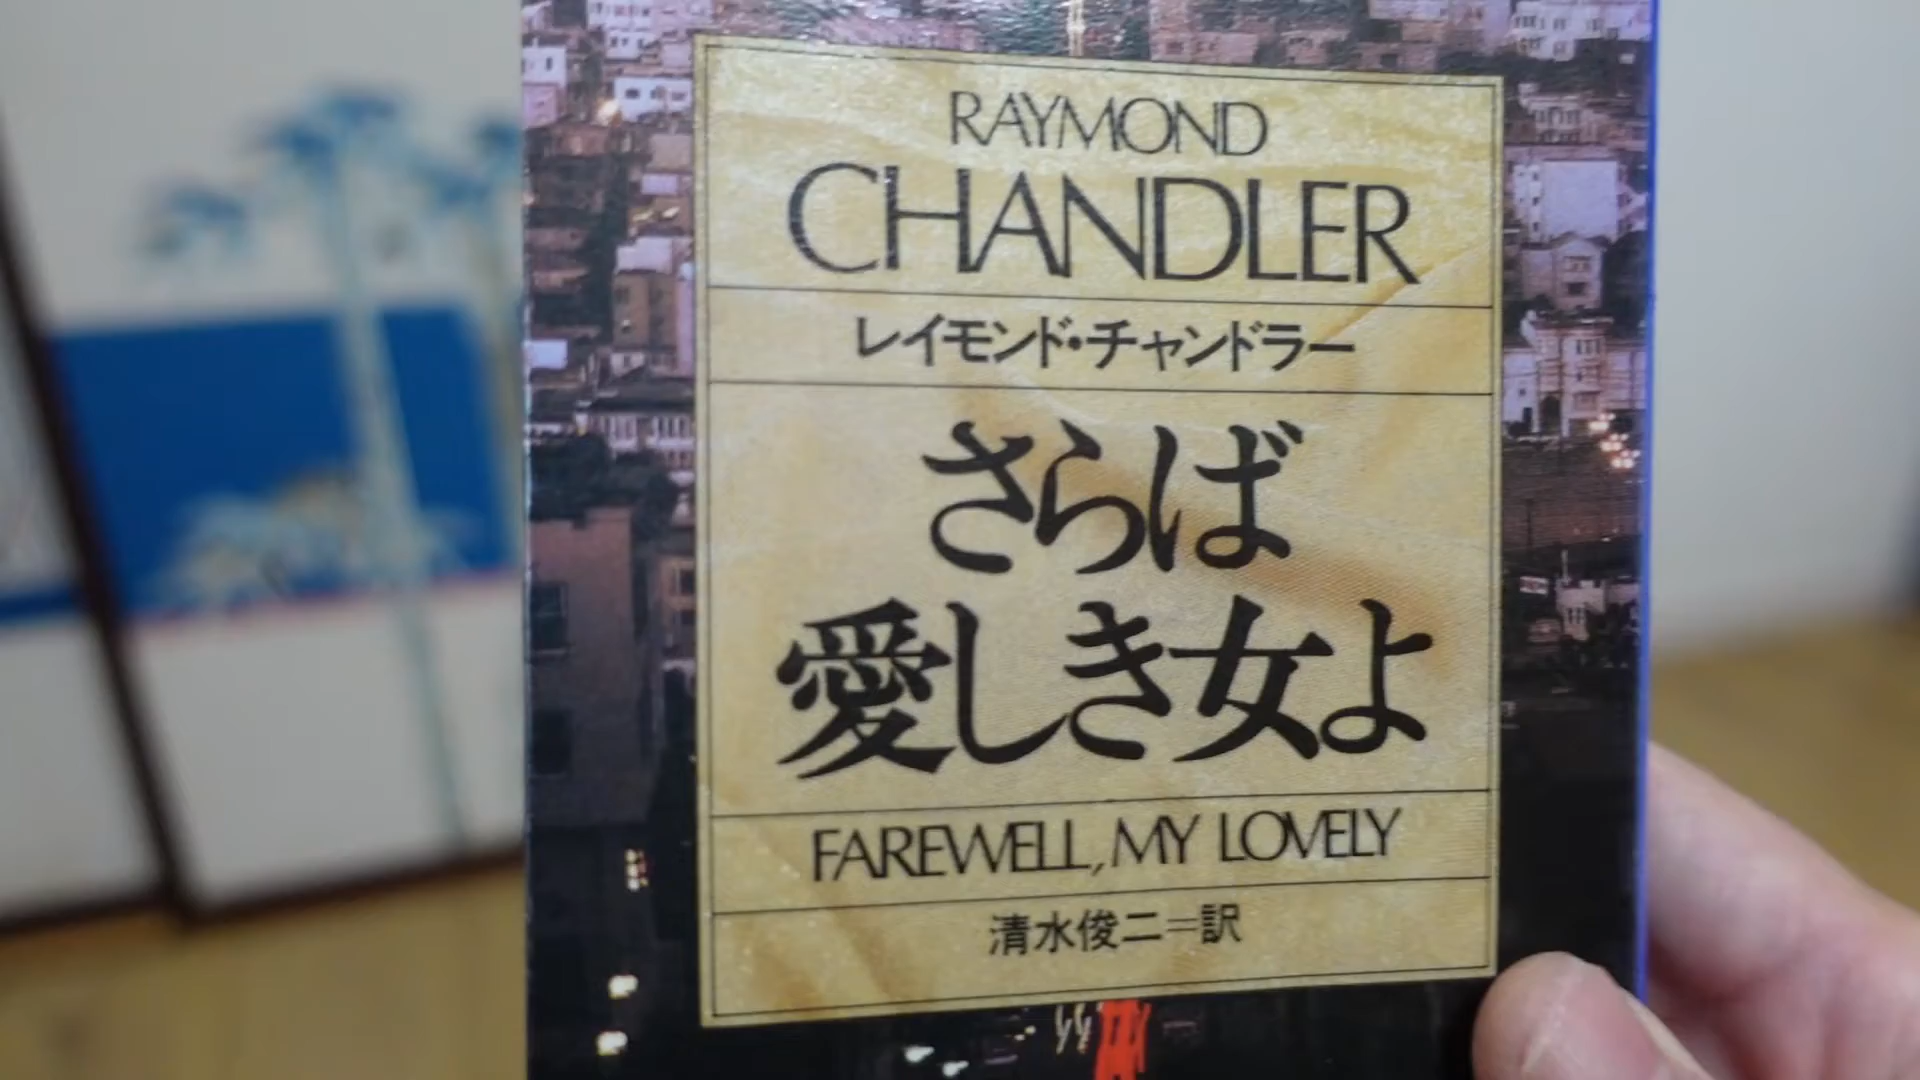 RAYMOND
CHANDLER
レイモンド・チャンドラー
さらば
愛しき女よ
FAREWELL, MY LOVELY
清水俊二=訳